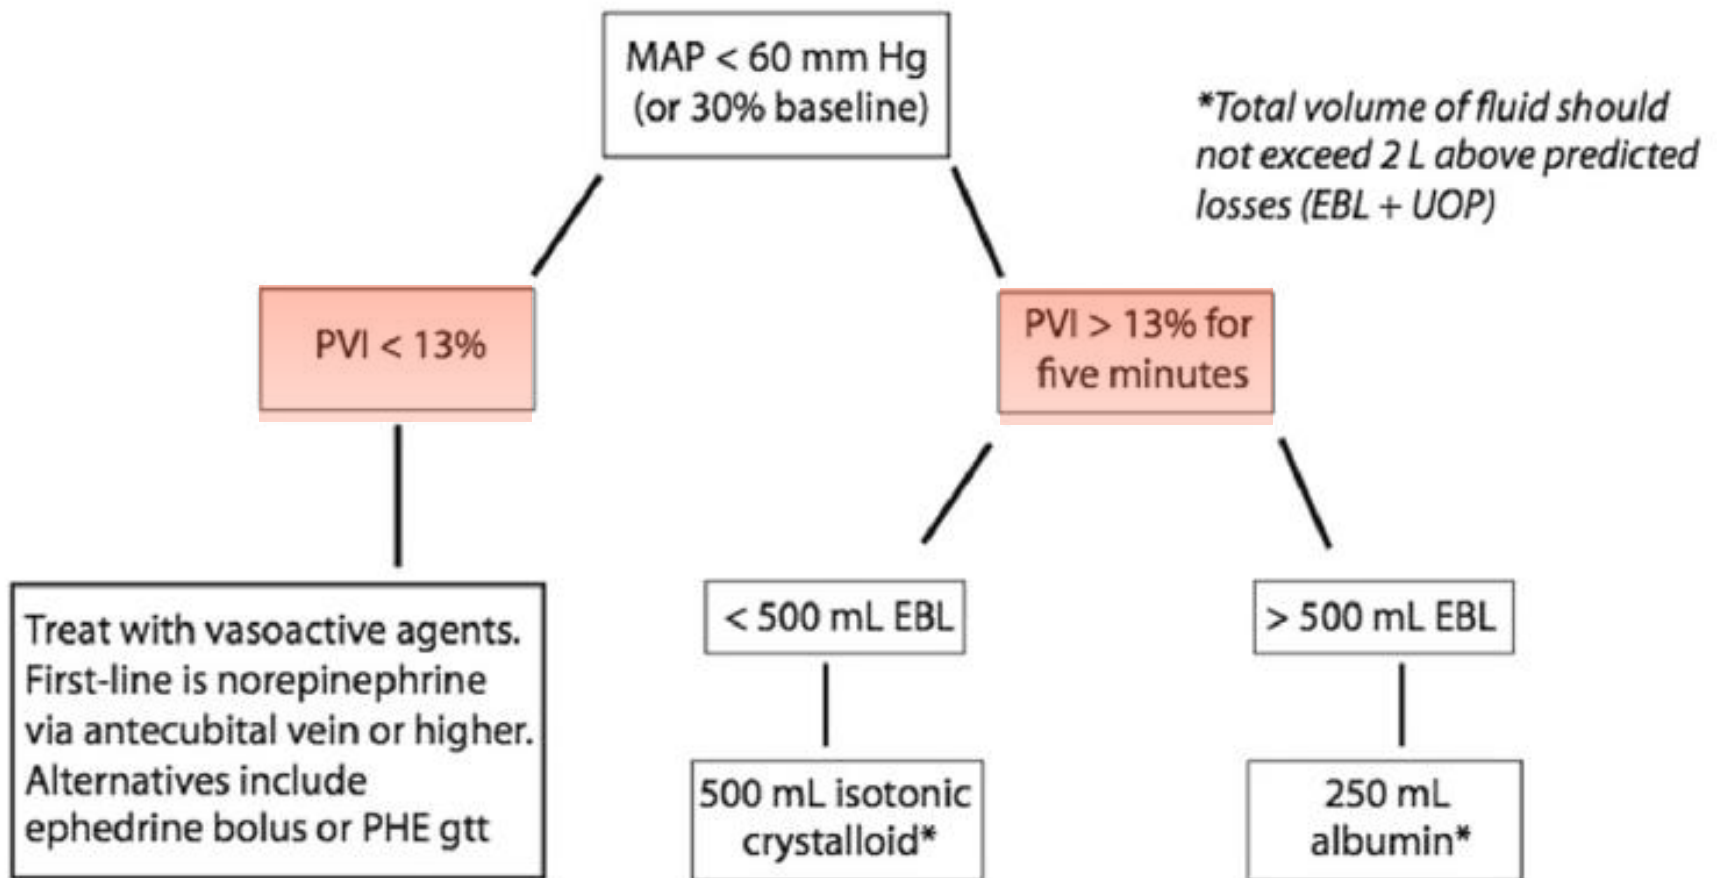 MAP < 60 mm Hg
(or 30% baseline)
*Total volume of fluid should
not exceed 2 L above predicted
losses (EBL + UOP)
PVI < 13%
PVI > 13% for
five minutes
Treat with vasoactive agents.
First-line is norepinephrine
via antecubital vein or higher.
Alternatives include
ephedrine bolus or PHE gtt
< 500 mL EBL
> 500 mL EBL
500 mL isotonic
crystalloid*
250 mL
albumin*